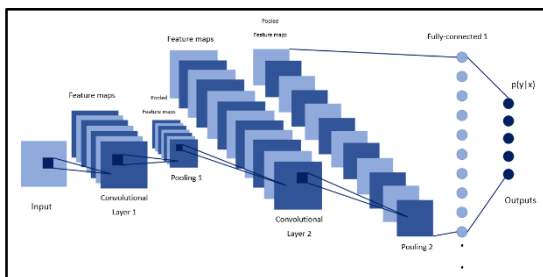 Pooled
Feature maps
Feature maps
Fully-connected 1
p(y|x)
Feature maps
Pooled
Feature maps
Pooling 1
Input
Convolutional
Layer 1
Convolutional
Layer 2
Pooling 2
Outputs